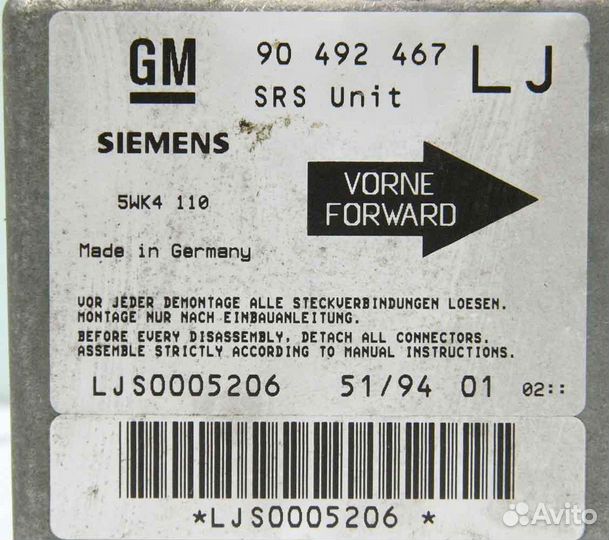 GM
90 492 467 LJ
SRS Unit
SIEMENS
5WK4 110
VORNE
FORWARD
Made in Germany
VOR JEDER DEMONTAGE ALLE STECKVERBINDUNGEN LOESEN.
MONTAGE NUR NACH EINBAUANLEITUNG.
BEFORE EVERY DISASSEMBLY, DETACH ALL CONNECTORS.
ASSEMBLE STRICTLY ACCORDING TO MANUAL INSTRUCTIONS.
LJS0005206 51/94 01 02::
*LJS0005206 *
Avito